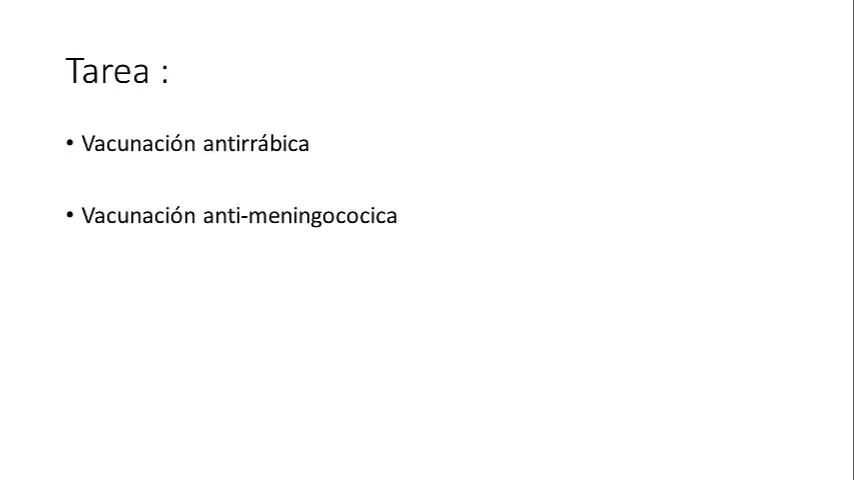 Tarea :
• Vacunación antirrábica
• Vacunación anti-meningococica